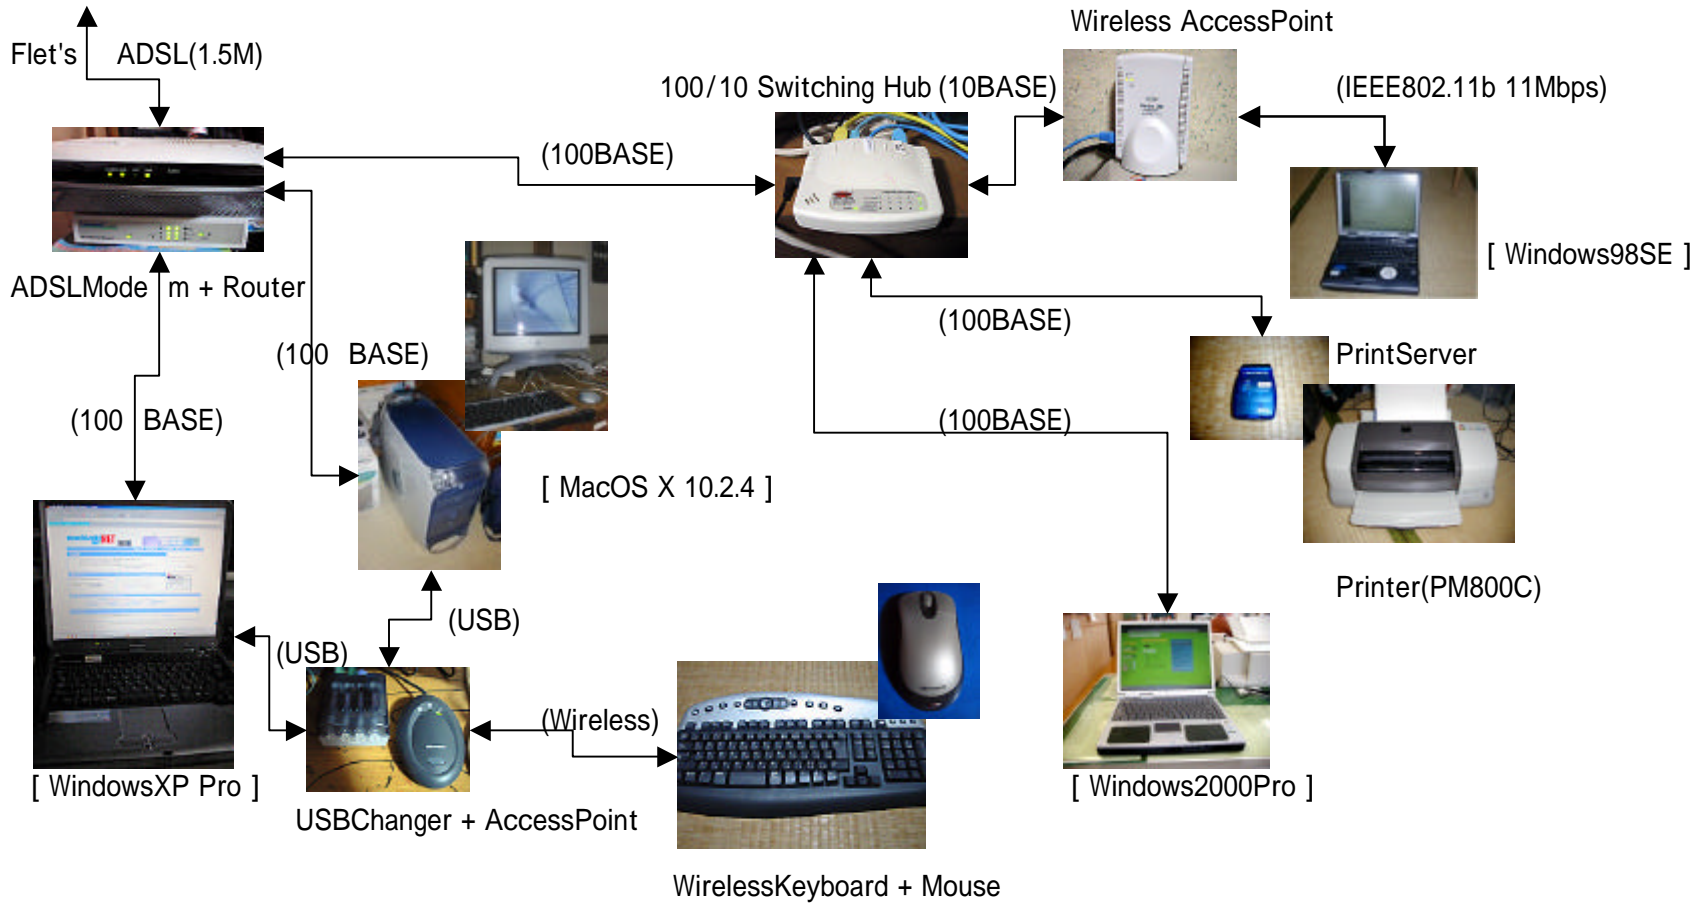 Wireless AccessPoint
Flet's ADSL(1.5M)
100/10 Switching Hub (10BASE)
(IEEE802.11b 11Mbps)
(100BASE)
[ Windows98SE ]
ADSLMode m + Router
(100BASE)
(100 BASE)
PrintServer
(100 BASE)
(100BASE)
[ MacOS X 10.2.4 ]
Printer(PM800C)
(USB)
(USB)
(Wireless)
[ WindowsXP Pro ]
[ Windows2000Pro ]
USBChanger + AccessPoint
WirelessKeyboard + Mouse